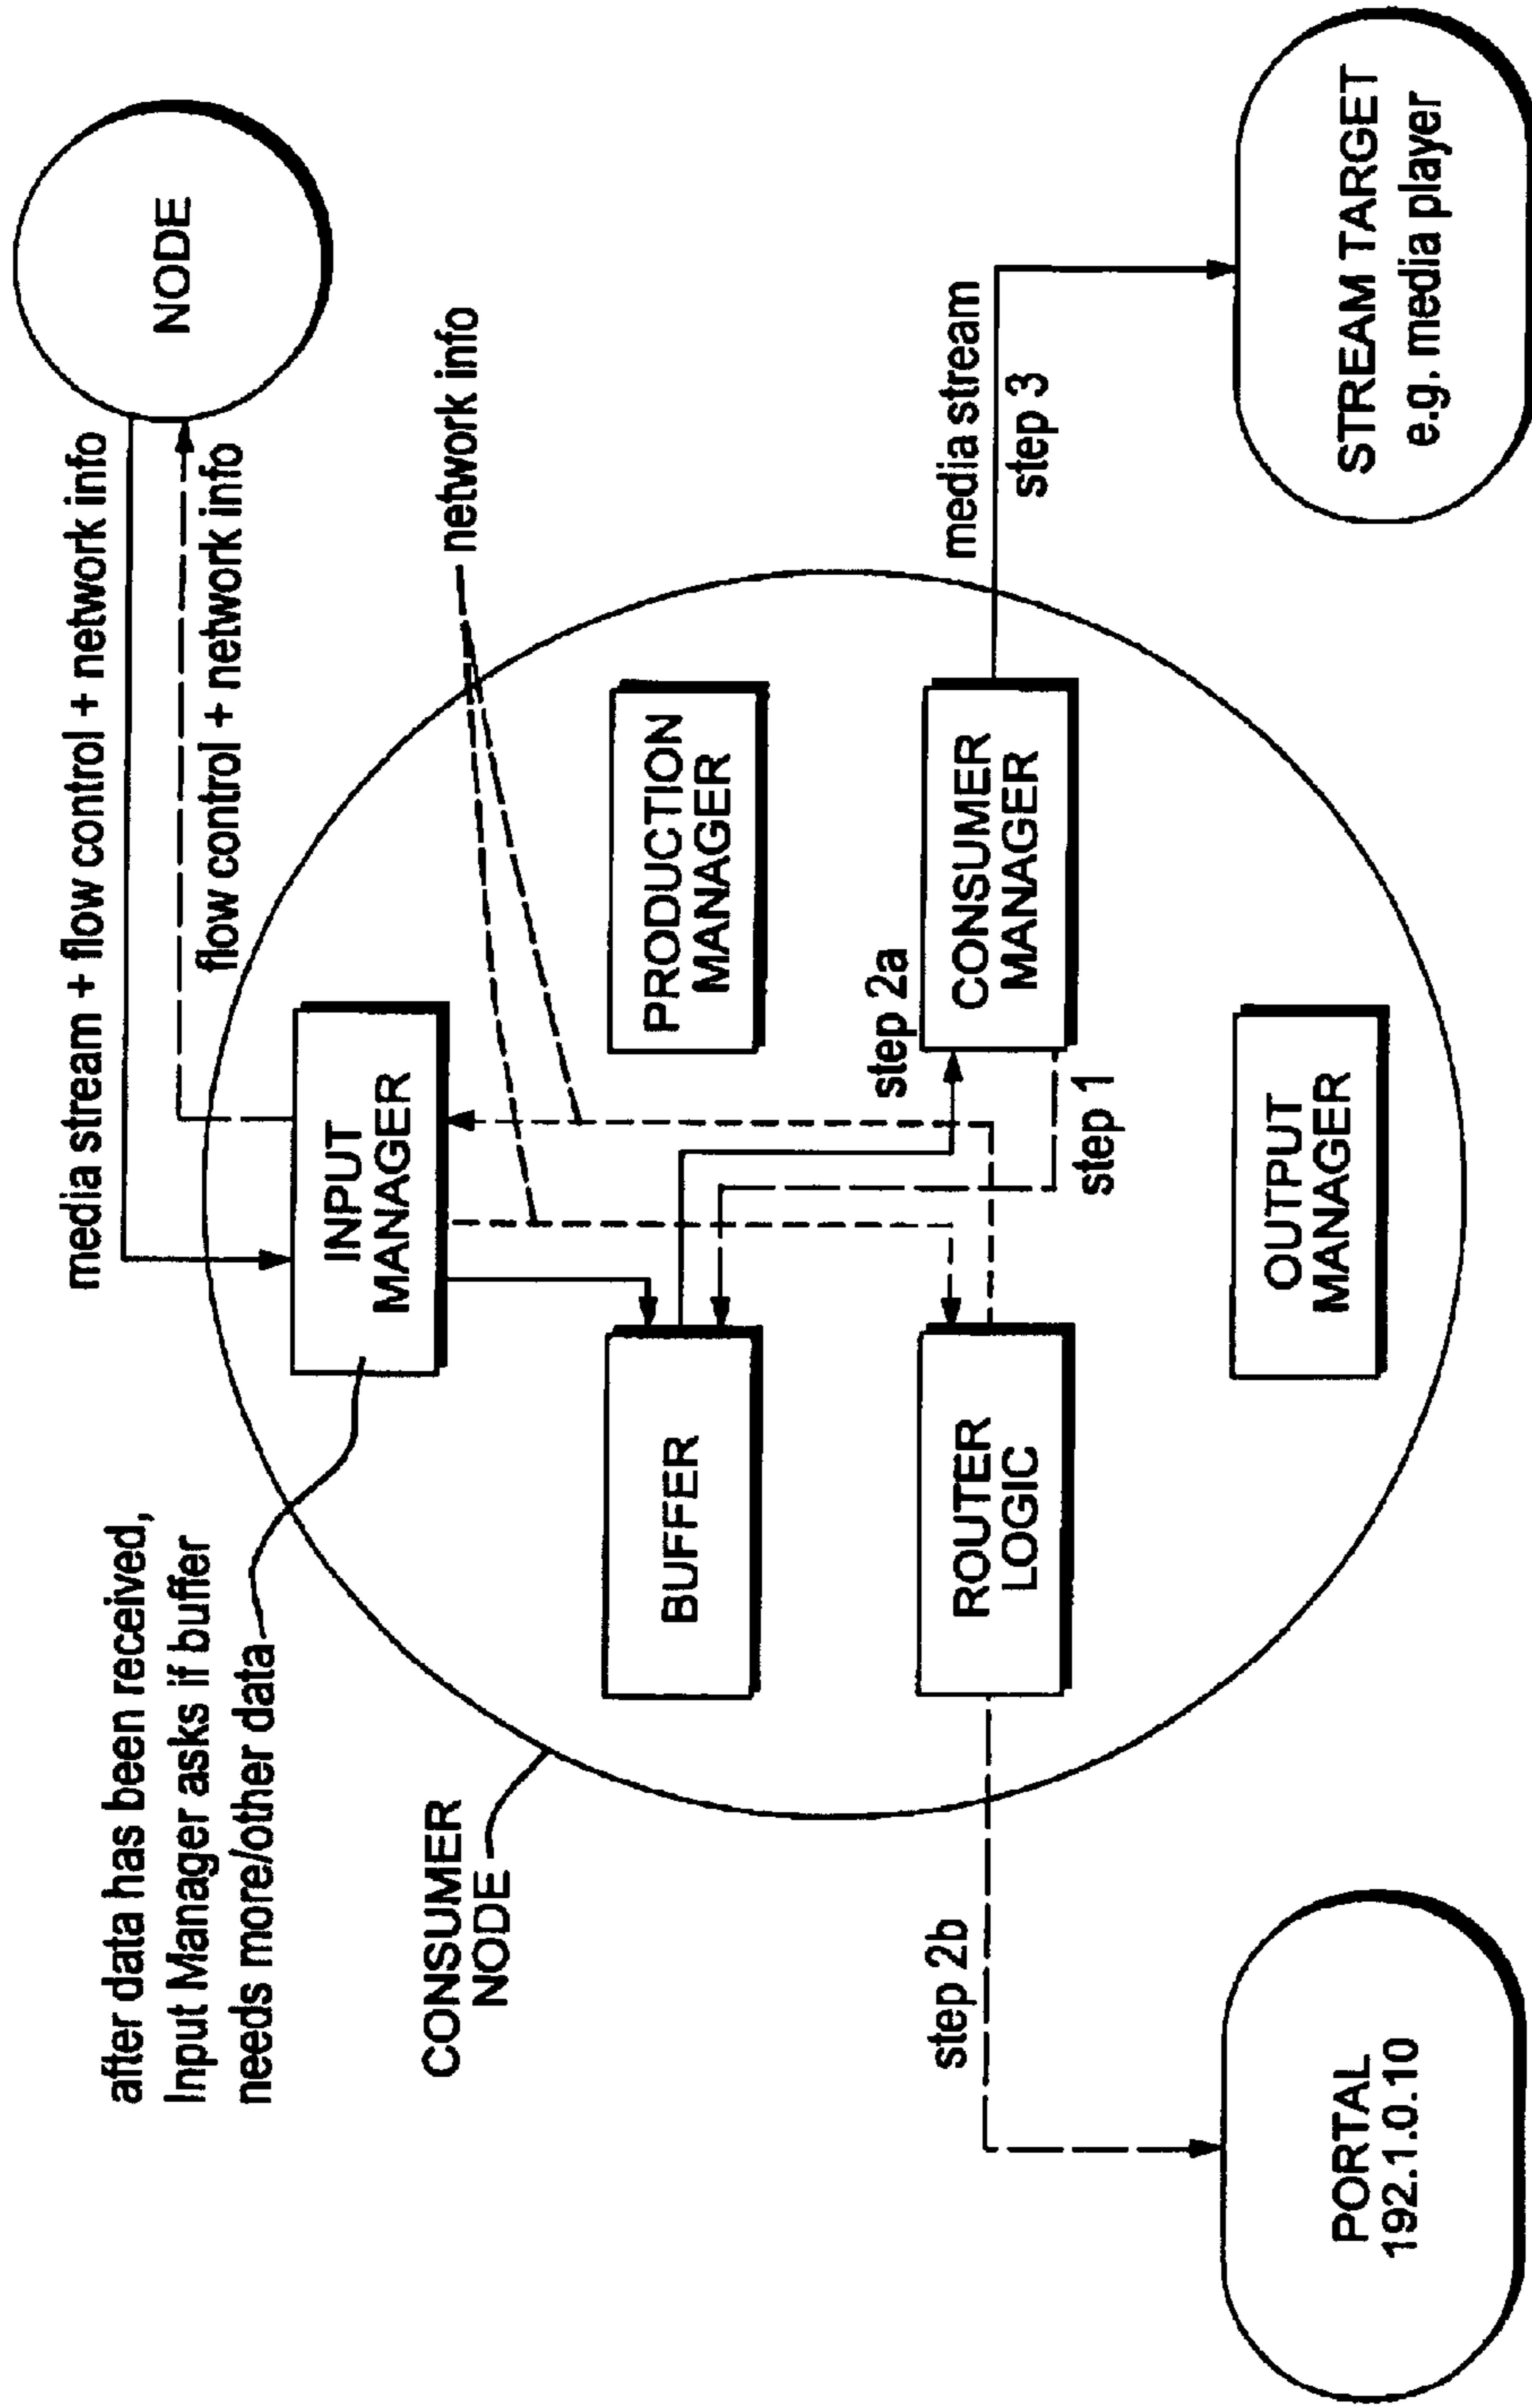 after data has been received,
Input Manager asks if buffer
needs more/other data
media stream + flow control + network info
flow control + network info
NODE
CONSUMER
NODE
INPUT
MANAGER
network info
BUFFER
PRODUCTION
MANAGER
step 2a
ROUTER
LOGIC
CONSUMER
MANAGER
step 1
media stream
step 3
step 2b
OUTPUT
MANAGER
PORTAL
192.1.0.10
STREAM TARGET
e.g. media player